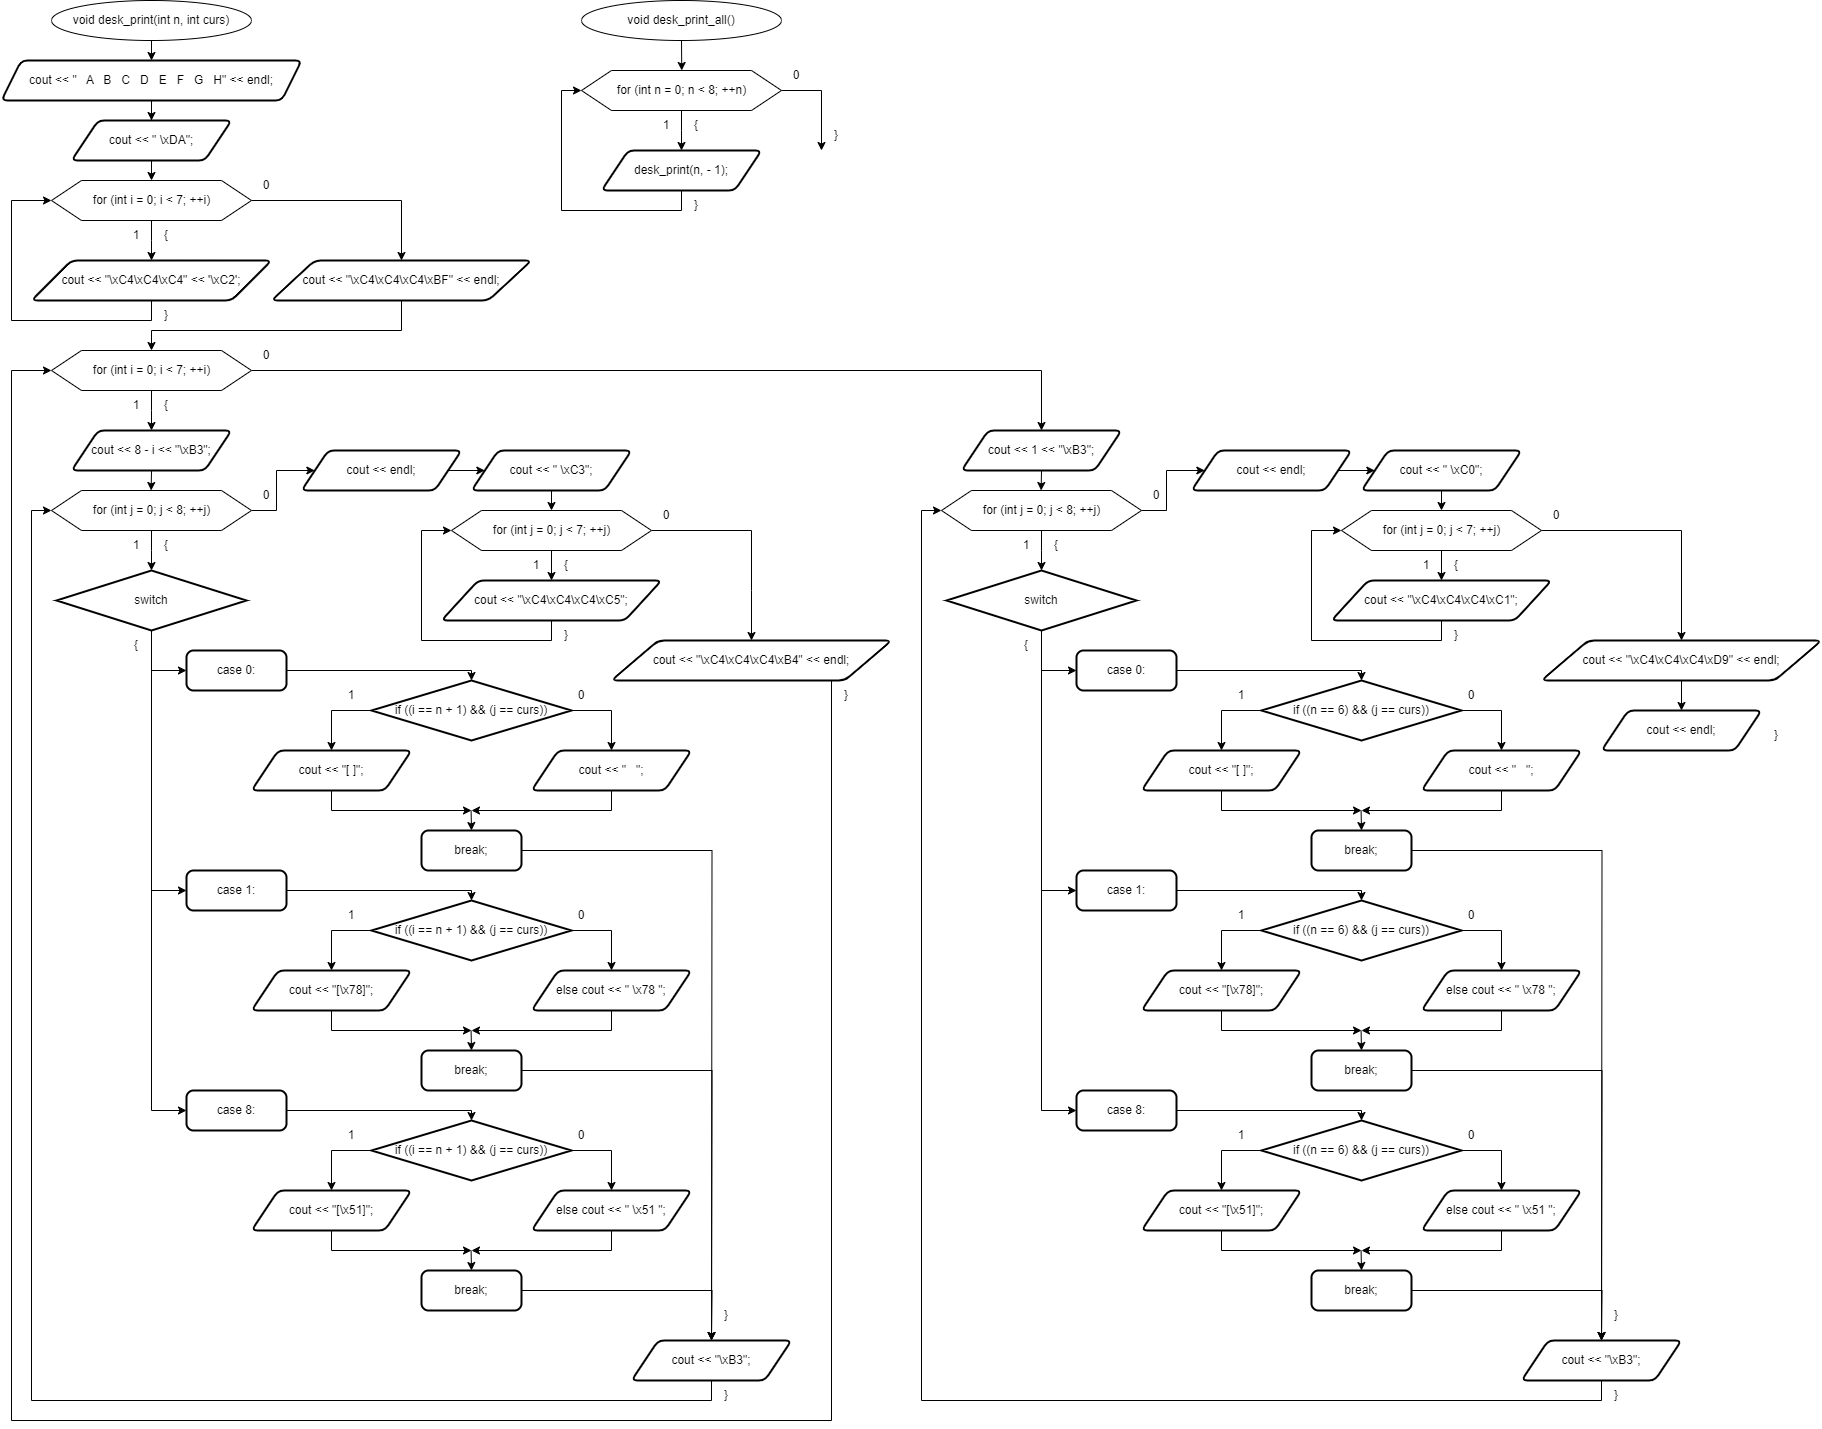 void desk_print(int n, int curs)
cout << "   A   B   C   D   E   F   G   H" << endl;
cout << " \xDA";
for (int i = 0; i < 7; ++i)
0
1
{
cout << "\xC4\xC4\xC4" << '\xC2';
}
cout << "\xC4\xC4\xC4\xBF" << endl;
for (int i = 0; i < 7; ++i)
0
1
{
cout << 8 - i << "\xB3";
for (int j = 0; j < 8; ++j)
0
1
{
switch
{
case 0:
if ((i == n + 1) && (j == curs))
1
0
cout << "[ ]";
cout << "   ";
break;
case 1:
if ((i == n + 1) && (j == curs))
1
0
cout << "[\x78]";
else cout << " \x78 ";
break;
case 8:
if ((i == n + 1) && (j == curs))
1
0
cout << "[\x51]";
else cout << " \x51 ";
break;
}
cout << "\xB3";
}
cout << endl;
cout << " \xC3";
for (int j = 0; j < 7; ++j)
0
1
{
cout << "\xC4\xC4\xC4\xC5";
}
cout << "\xC4\xC4\xC4\xB4" << endl;
}
cout << 1 << "\xB3";
for (int j = 0; j < 8; ++j)
0
1
{
switch
{
case 0:
if ((n == 6) && (j == curs))
1
0
cout << "[ ]";
cout << "   ";
break;
case 1:
if ((n == 6) && (j == curs))
1
0
cout << "[\x78]";
else cout << " \x78 ";
break;
case 8:
if ((n == 6) && (j == curs))
1
0
cout << "[\x51]";
else cout << " \x51 ";
break;
}
cout << "\xB3";
}
cout << endl;
cout << " \xC0";
for (int j = 0; j < 7; ++j)
0
1
{
cout << "\xC4\xC4\xC4\xC1";
}
cout << "\xC4\xC4\xC4\xD9" << endl;
cout << endl;
}
void desk_print_all()
for (int n = 0; n < 8; ++n)
0
1
{
desk_print(n, - 1);
}
}